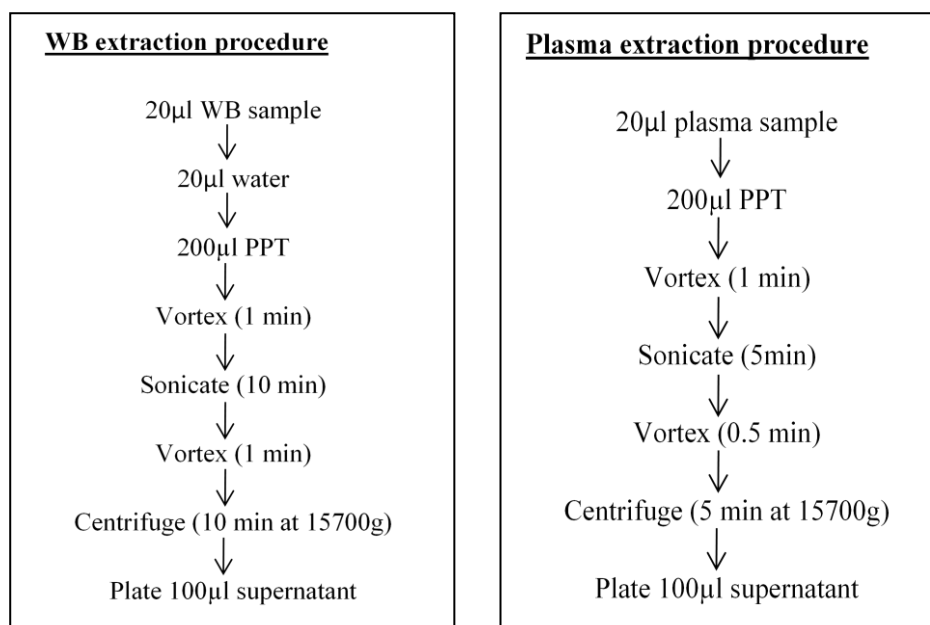 WB extraction procedure
20µl WB sample
20µl water
200µl PPT
Vortex (1 min)
Sonicate (10 min)
Vortex (1 min)
Centrifuge (10 min at 15700g)
Plate 100µl supernatant
Plasma extraction procedure
20µl plasma sample
200µl PPT
Vortex (1 min)
Sonicate (5min)
Vortex (0.5 min)
Centrifuge (5 min at 15700g)
Plate 100µl supernatant